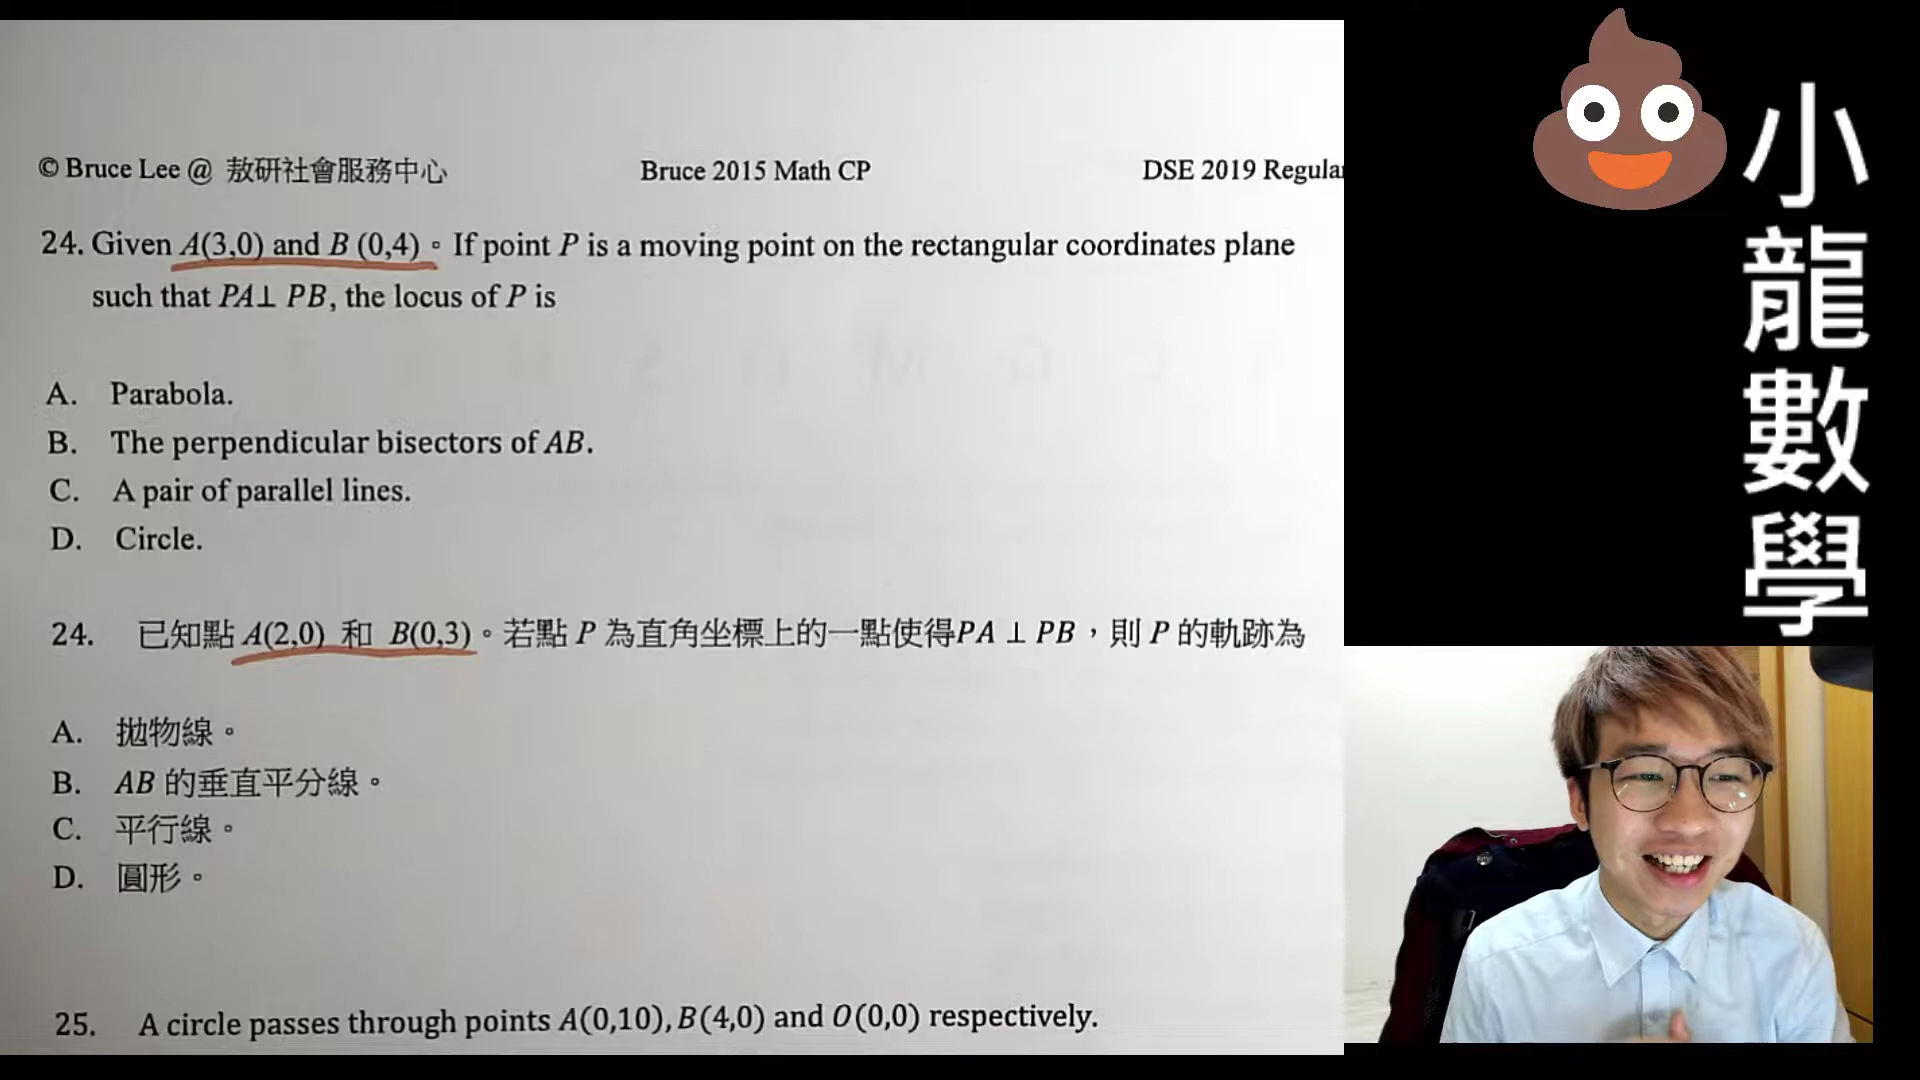 © Bruce Lee @ 敖研社會服務中心 Bruce 2015 Math CP DSE 2019 Regular
24. Given A(3,0) and B (0,4)。If point P is a moving point on the rectangular coordinates plane
such that PA⊥ PB, the locus of P is
A. Parabola.
B. The perpendicular bisectors of AB.
C. A pair of parallel lines.
D. Circle.
24. 已知點 A(2,0) 和 B(0,3)。若點 P 為直角坐標上的一點使得PA ⊥ PB，則 P 的軌跡為
A. 拋物線。
B. AB 的垂直平分線。
C. 平行線。
D. 圓形。
25. A circle passes through points A(0,10), B(4,0) and O(0,0) respectively.
小龍數學